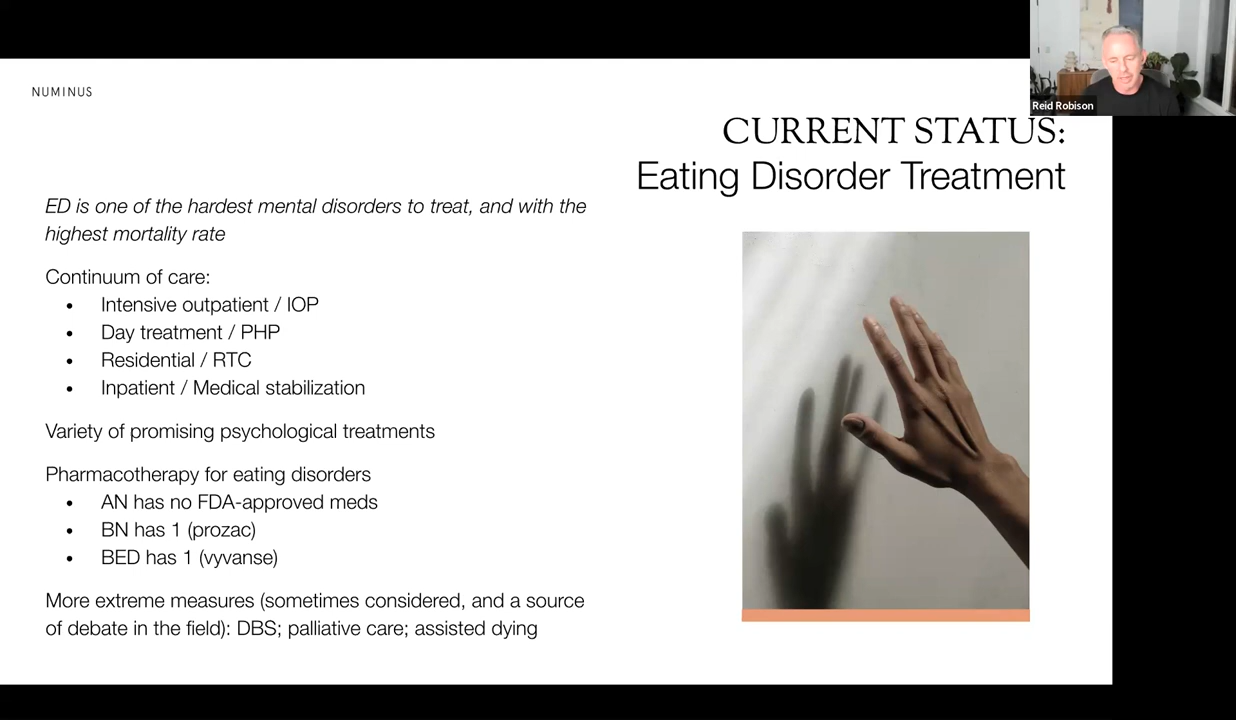 NUMINUS
Reid Robison
CURRENT STATUS:
Eating Disorder Treatment
ED is one of the hardest mental disorders to treat, and with the
highest mortality rate
Continuum of care:
• Intensive outpatient / IOP
• Day treatment / PHP
• Residential / RTC
• Inpatient / Medical stabilization
Variety of promising psychological treatments
Pharmacotherapy for eating disorders
• AN has no FDA-approved meds
• BN has 1 (prozac)
• BED has 1 (vyvanse)
More extreme measures (sometimes considered, and a source
of debate in the field): DBS; palliative care; assisted dying